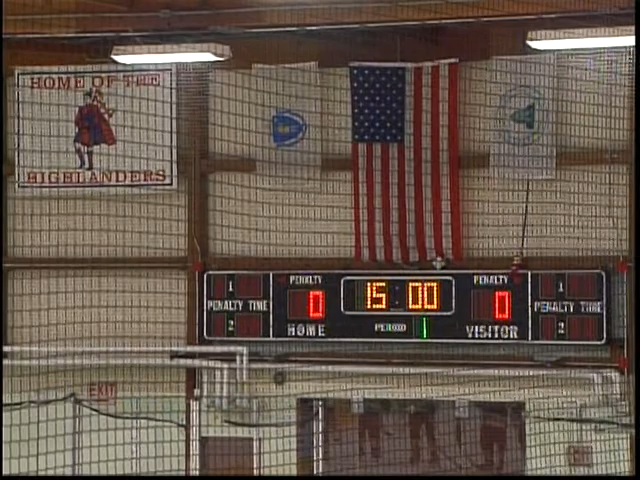 HOME OF THE
HIGHLANDERS
1
PENALTY TIME
2
PENALTY
0
HOME
15:00
PERIOD 1
PENALTY
0
VISITOR
1
PENALTY TIME
2
EXIT